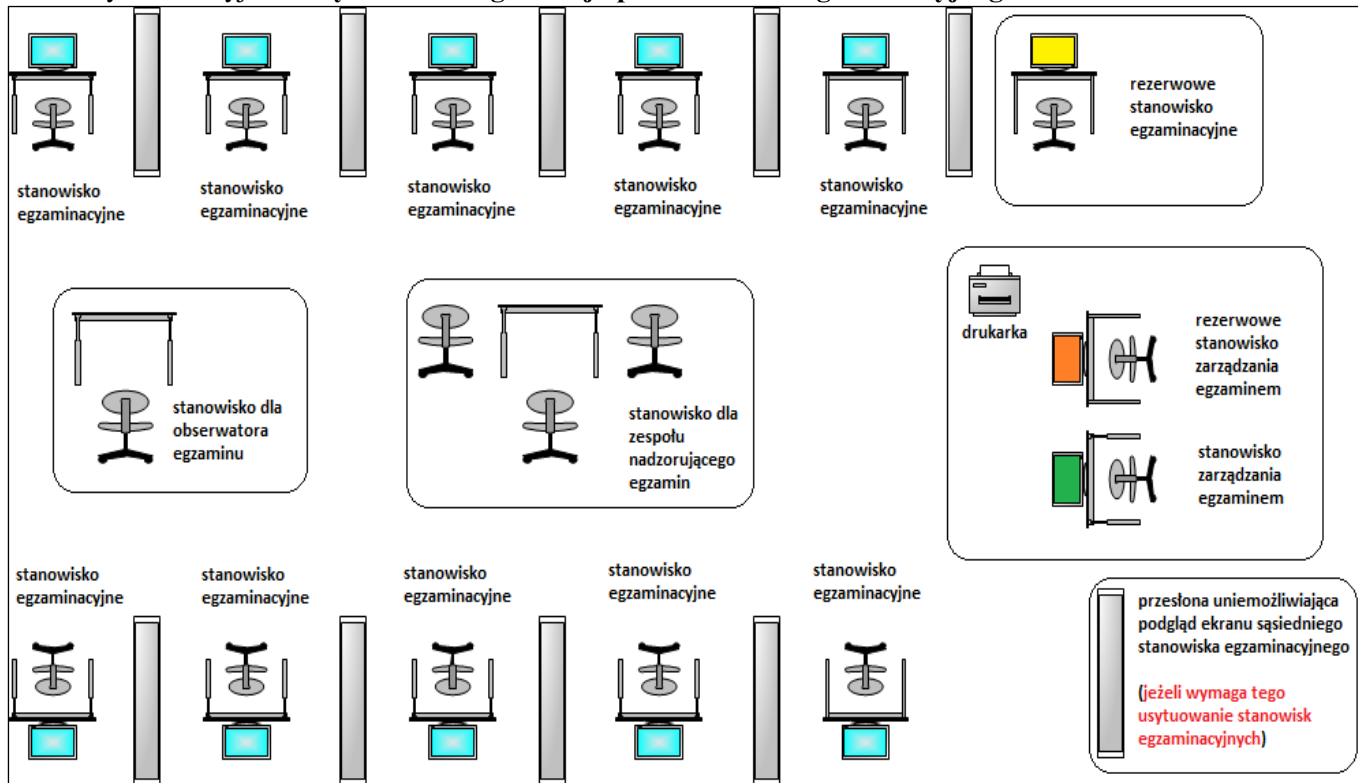 stanowisko
egzaminacyjne
stanowisko
egzaminacyjne
stanowisko
egzaminacyjne
stanowisko
egzaminacyjne
stanowisko
egzaminacyjne
rezerwowe
stanowisko
egzaminacyjne
stanowisko dla
obserwatora
egzaminu
stanowisko dla
zespołu
nadzorującego
egzamin
drukarka
rezerwowe
stanowisko
zarządzania
egzaminem
stanowisko
zarządzania
egzaminem
stanowisko
egzaminacyjne
stanowisko
egzaminacyjne
stanowisko
egzaminacyjne
stanowisko
egzaminacyjne
stanowisko
egzaminacyjne
przesłona uniemożliwiająca
podgląd ekranu sąsiedniego
stanowiska egzaminacyjnego
(jeżeli wymaga tego
usytuowanie stanowisk
egzaminacyjnych)